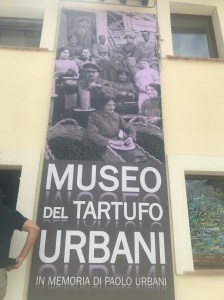 MUSEO
DEL TARTUFO
URBANI
IN MEMORIA DI PAOLO URBANI